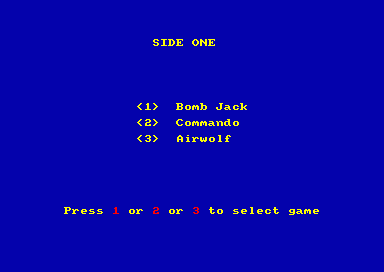 SIDE ONE
<1> Bomb Jack
<2> Commando
<3> Airwolf
Press 1 or 2 or 3 to select game